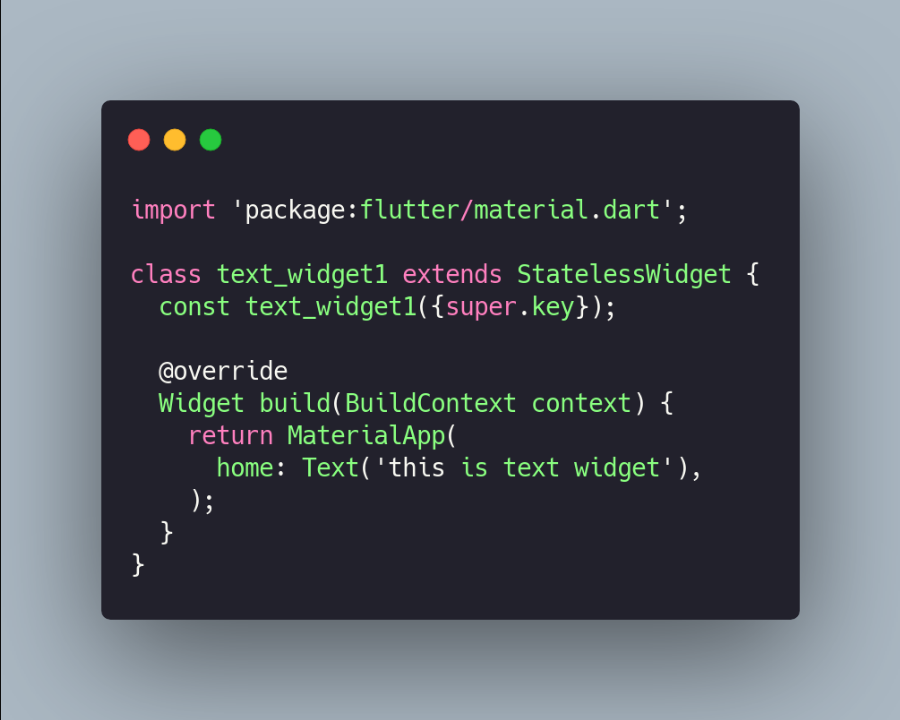 import 'package:flutter/material.dart';
class text_widget1 extends StatelessWidget {
const text_widget1({super.key});
@override
Widget build(BuildContext context) {
return MaterialApp(
home: Text('this is text widget'),
);
}
}